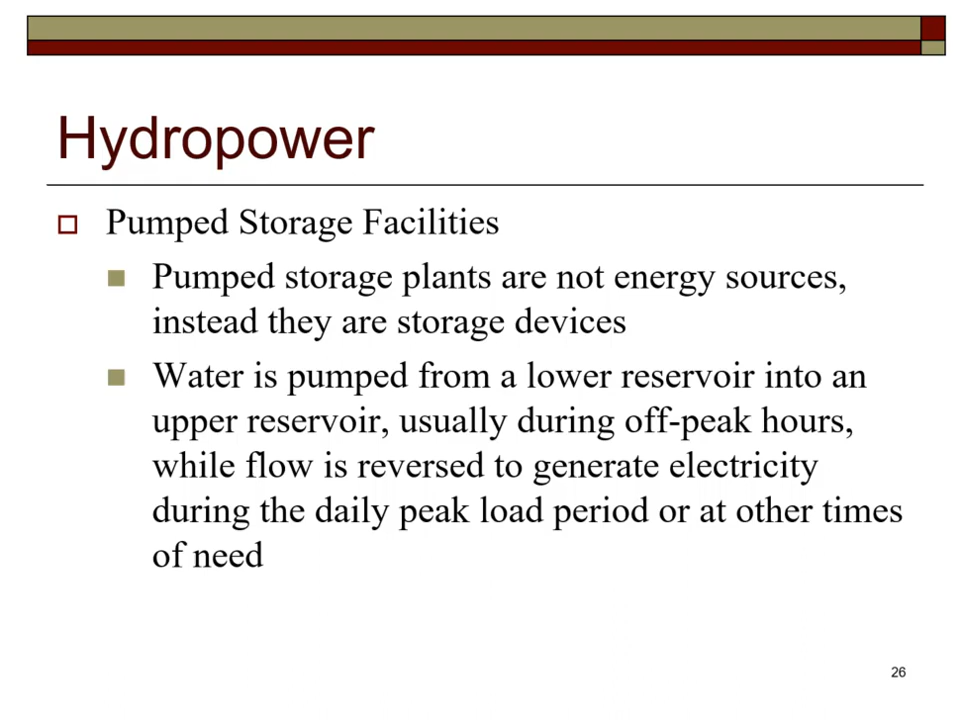 Hydropower
Pumped Storage Facilities
Pumped storage plants are not energy sources,
instead they are storage devices
Water is pumped from a lower reservoir into an
upper reservoir, usually during off-peak hours,
while flow is reversed to generate electricity
during the daily peak load period or at other times
of need
26